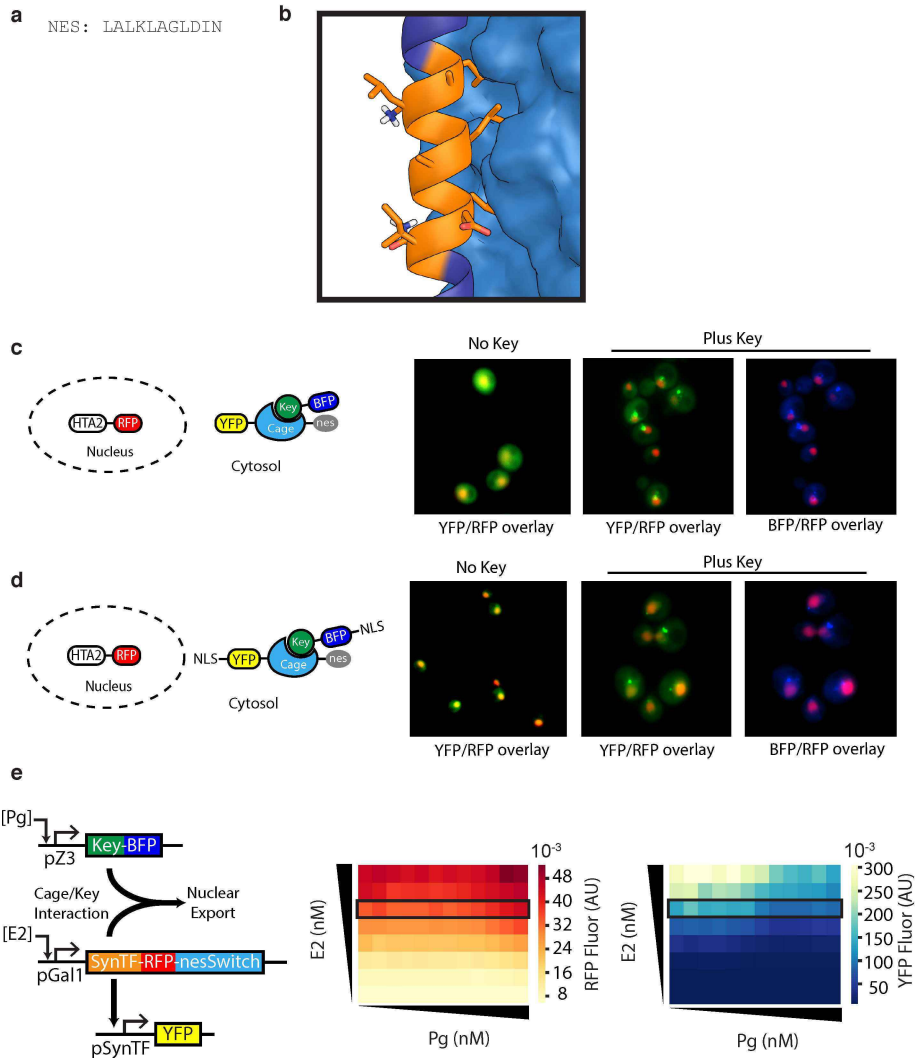 a
NES: LALKLAGLDIN
b
c
HTA2
RFP
Nucleus
YFP
Key
BFP
Cage
nes
Cytosol
No Key
Plus Key
YFP/RFP overlay
YFP/RFP overlay
BFP/RFP overlay
d
HTA2
RFP
Nucleus
NLS
YFP
Key
BFP
NLS
Cage
nes
Cytosol
No Key
Plus Key
YFP/RFP overlay
YFP/RFP overlay
BFP/RFP overlay
e
[Pg]
pZ3
Key-BFP
Cage/Key
Interaction
Nuclear
Export
[E2]
pGal1
SynTF-RFP-nesSwitch
pSynTF
YFP
E2 (nM)
Pg (nM)
10-3
48
40
32
24
16
8
RFP Fluor (AU)
E2 (nM)
Pg (nM)
10-3
300
250
200
150
100
50
YFP Fluor (AU)